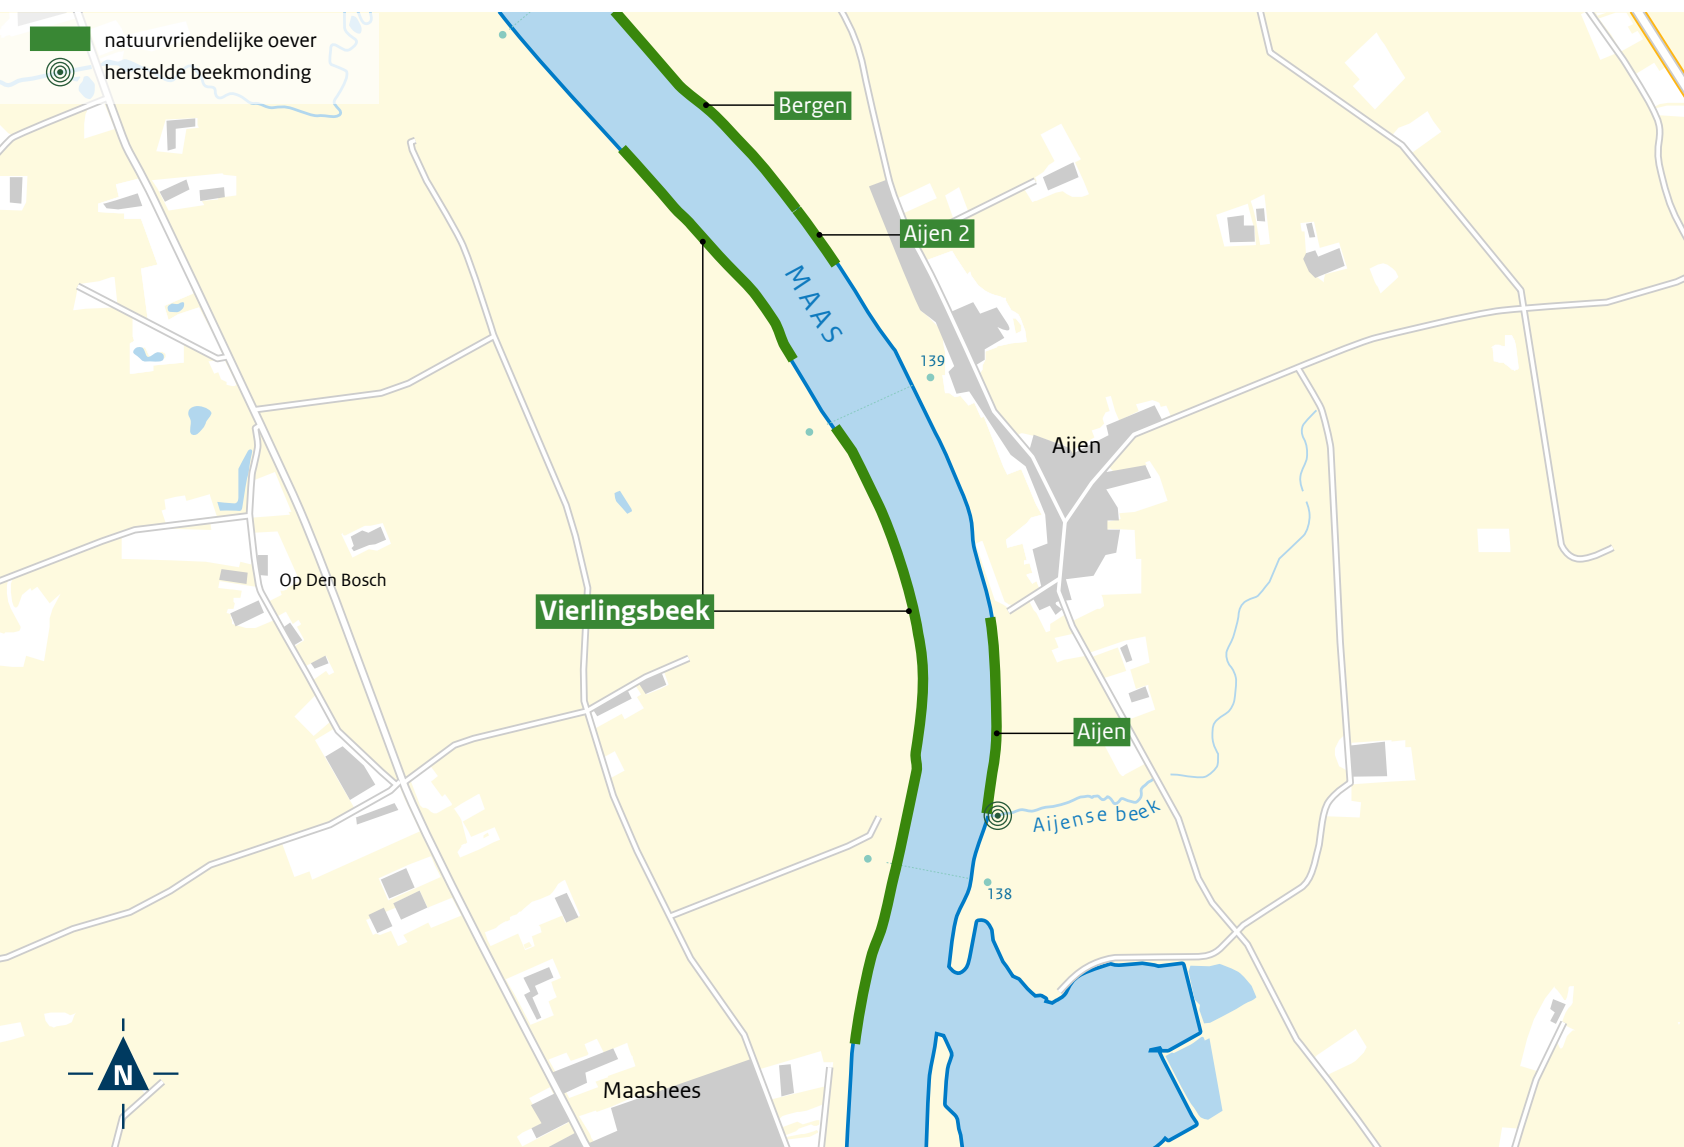 natuurvriendelijke oever
herstelde beekmonding
Bergen
Aijen 2
MAAS
139
Aijen
Op Den Bosch
Vierlingsbeek
Aijen
Aijense beek
138
N
Maashees